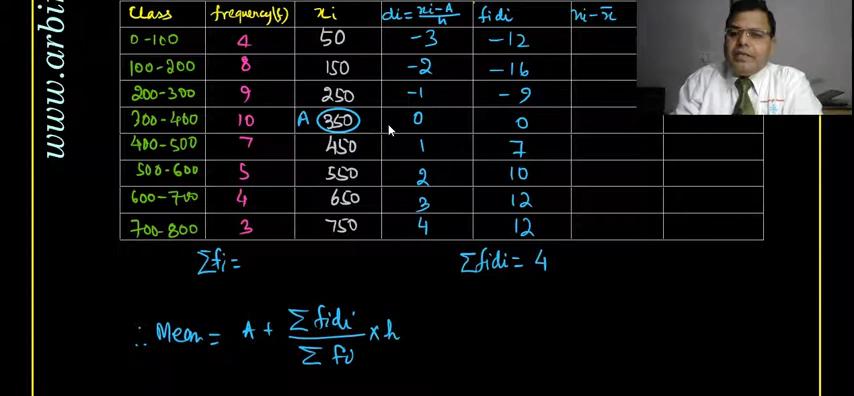 www.arbi
Class frequency(f) xi di = xi-A/h fidi xi - x̅
0-100 4 50 -3 -12
100-200 8 150 -2 -16
200-300 9 250 -1 -9
300-400 10 A 350 0 0
400-500 7 450 1 7
500-600 5 550 2 10
600-700 4 650 3 12
700-800 3 750 4 12
Σfi = Σfidi = 4
∴ Mean = A + Σfidi/Σfi × h